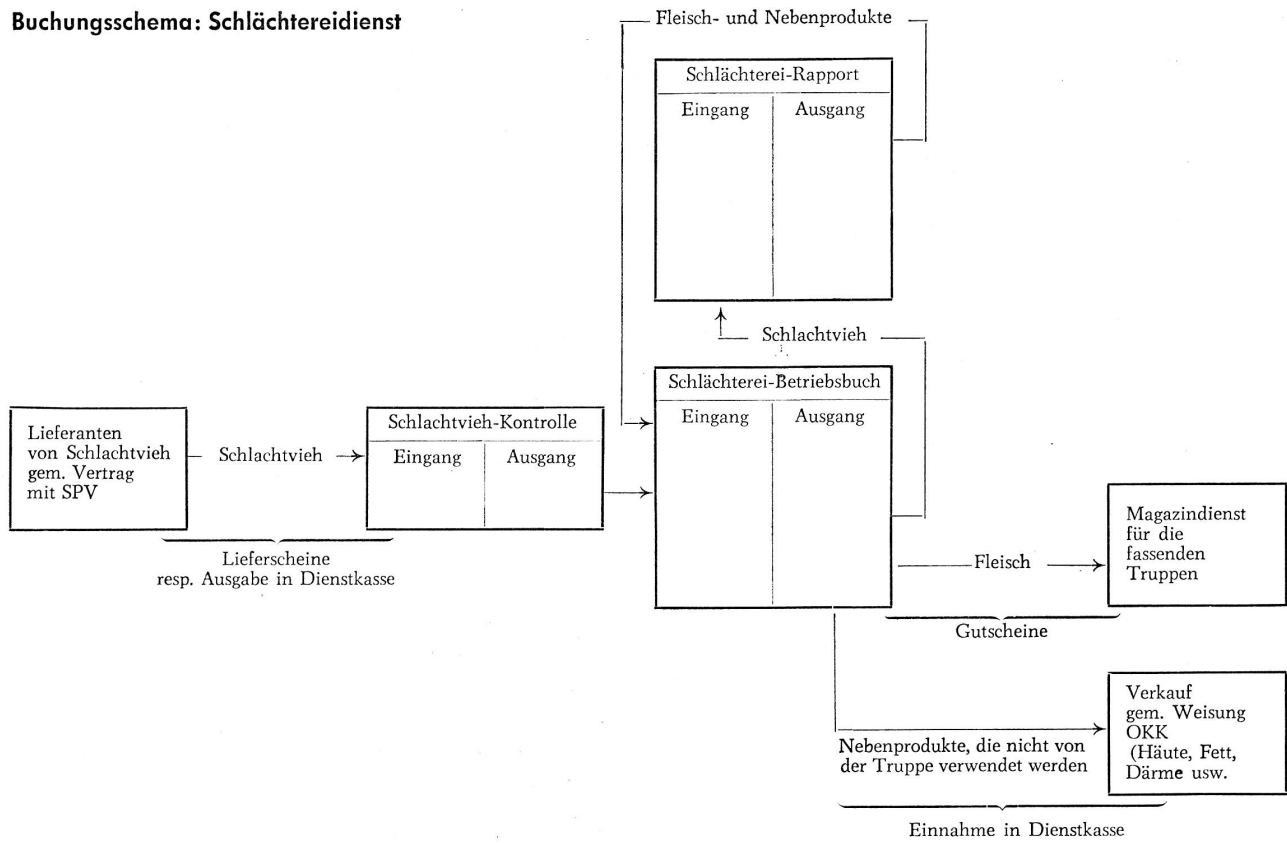 Buchungsschema: Schlächtereidienst
Fleisch- und Nebenprodukte
Schlächterei-Rapport
Eingang Ausgang
Schlachtvieh
Schlächterei-Betriebsbuch
Eingang Ausgang
Lieferanten
von Schlachtvieh
gem. Vertrag
mit SPV
Schlachtvieh
Schlachtvieh-Kontrolle
Eingang Ausgang
Lieferscheine
resp. Ausgabe in Dienstkasse
Fleisch
Magazindienst
für die
fassenden
Truppen
Gutscheine
Nebenprodukte, die nicht von
der Truppe verwendet werden
Verkauf
gem. Weisung
OKK
(Häute, Fett,
Därme usw.
Einnahme in Dienstkasse